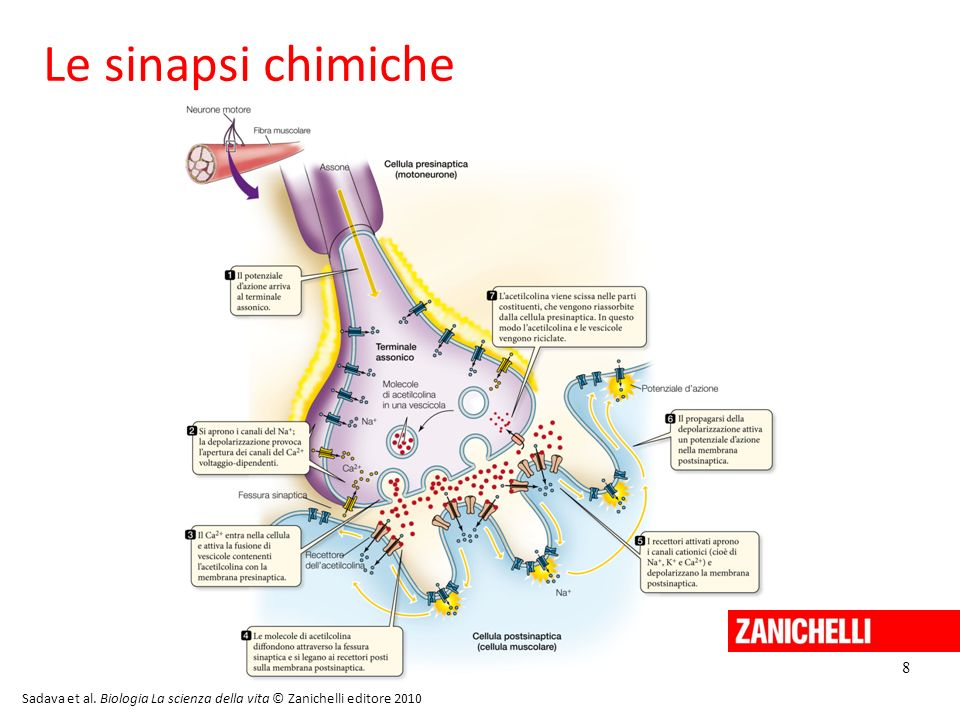 Le sinapsi chimiche
Neurone motore
Fibra muscolare
Assone
Cellula presinaptica
(motoneurone)
1 Il potenziale
d'azione arriva
al terminale
assonico.
7 L'acetilcolina viene scissa nelle parti
costituenti, che vengono riassorbite
dalla cellula presinaptica. In questo
modo l'acetilcolina e le vescicole
vengono riciclate.
Terminale
assonico
Molecole
di acetilcolina
in una vescicola
Na+
Potenziale d'azione
2 Si aprono i canali del Na+;
la depolarizzazione provoca
l'apertura dei canali del Ca2+
voltaggio-dipendenti.
6 Il propagarsi della
depolarizzazione attiva
un potenziale d'azione
nella membrana
postsinaptica.
Ca2+
Fessura sinaptica
3 Il Ca2+ entra nella cellula
e attiva la fusione di
vescicole contenenti
l'acetilcolina con la
membrana presinaptica.
Recettore
dell'acetilcolina
5 I recettori attivati aprono
i canali cationici (cioè di
Na+, K+ e Ca2+) e
depolarizzano la membrana
postsinaptica.
Na+
4 Le molecole di acetilcolina
diffondono attraverso la fessura
sinaptica e si legano ai recettori posti
sulla membrana postsinaptica.
Cellula postsinaptica
(cellula muscolare)
ZANICHELLI
8
Sadava et al. Biologia La scienza della vita © Zanichelli editore 2010